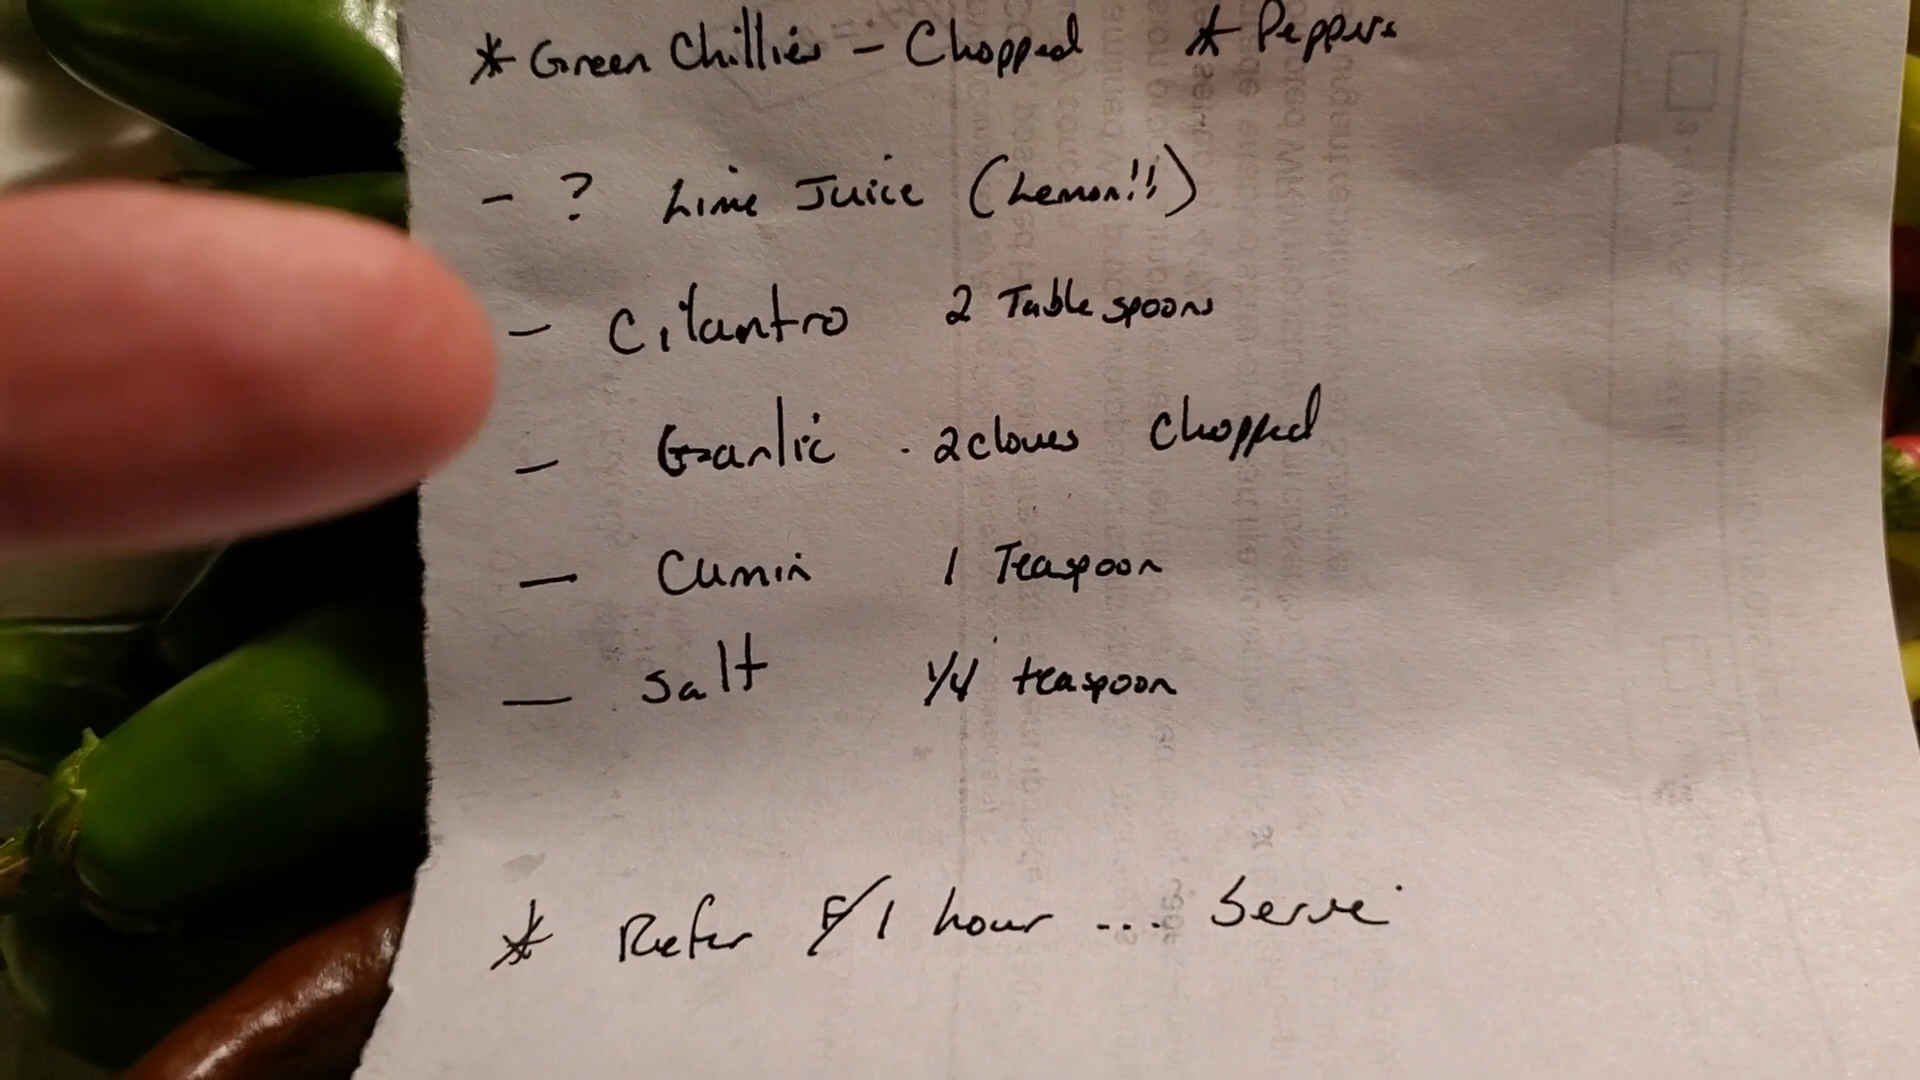 * Green Chillies - Chopped * Peppers
- ? Lime Juice (Lemon!!)
- Cilantro 2 Tablespoons
- Garlic . 2 cloves Chopped
- Cumin 1 Teaspoon
- Salt 1/4 teaspoon
* Refer F/1 hour ... Serve